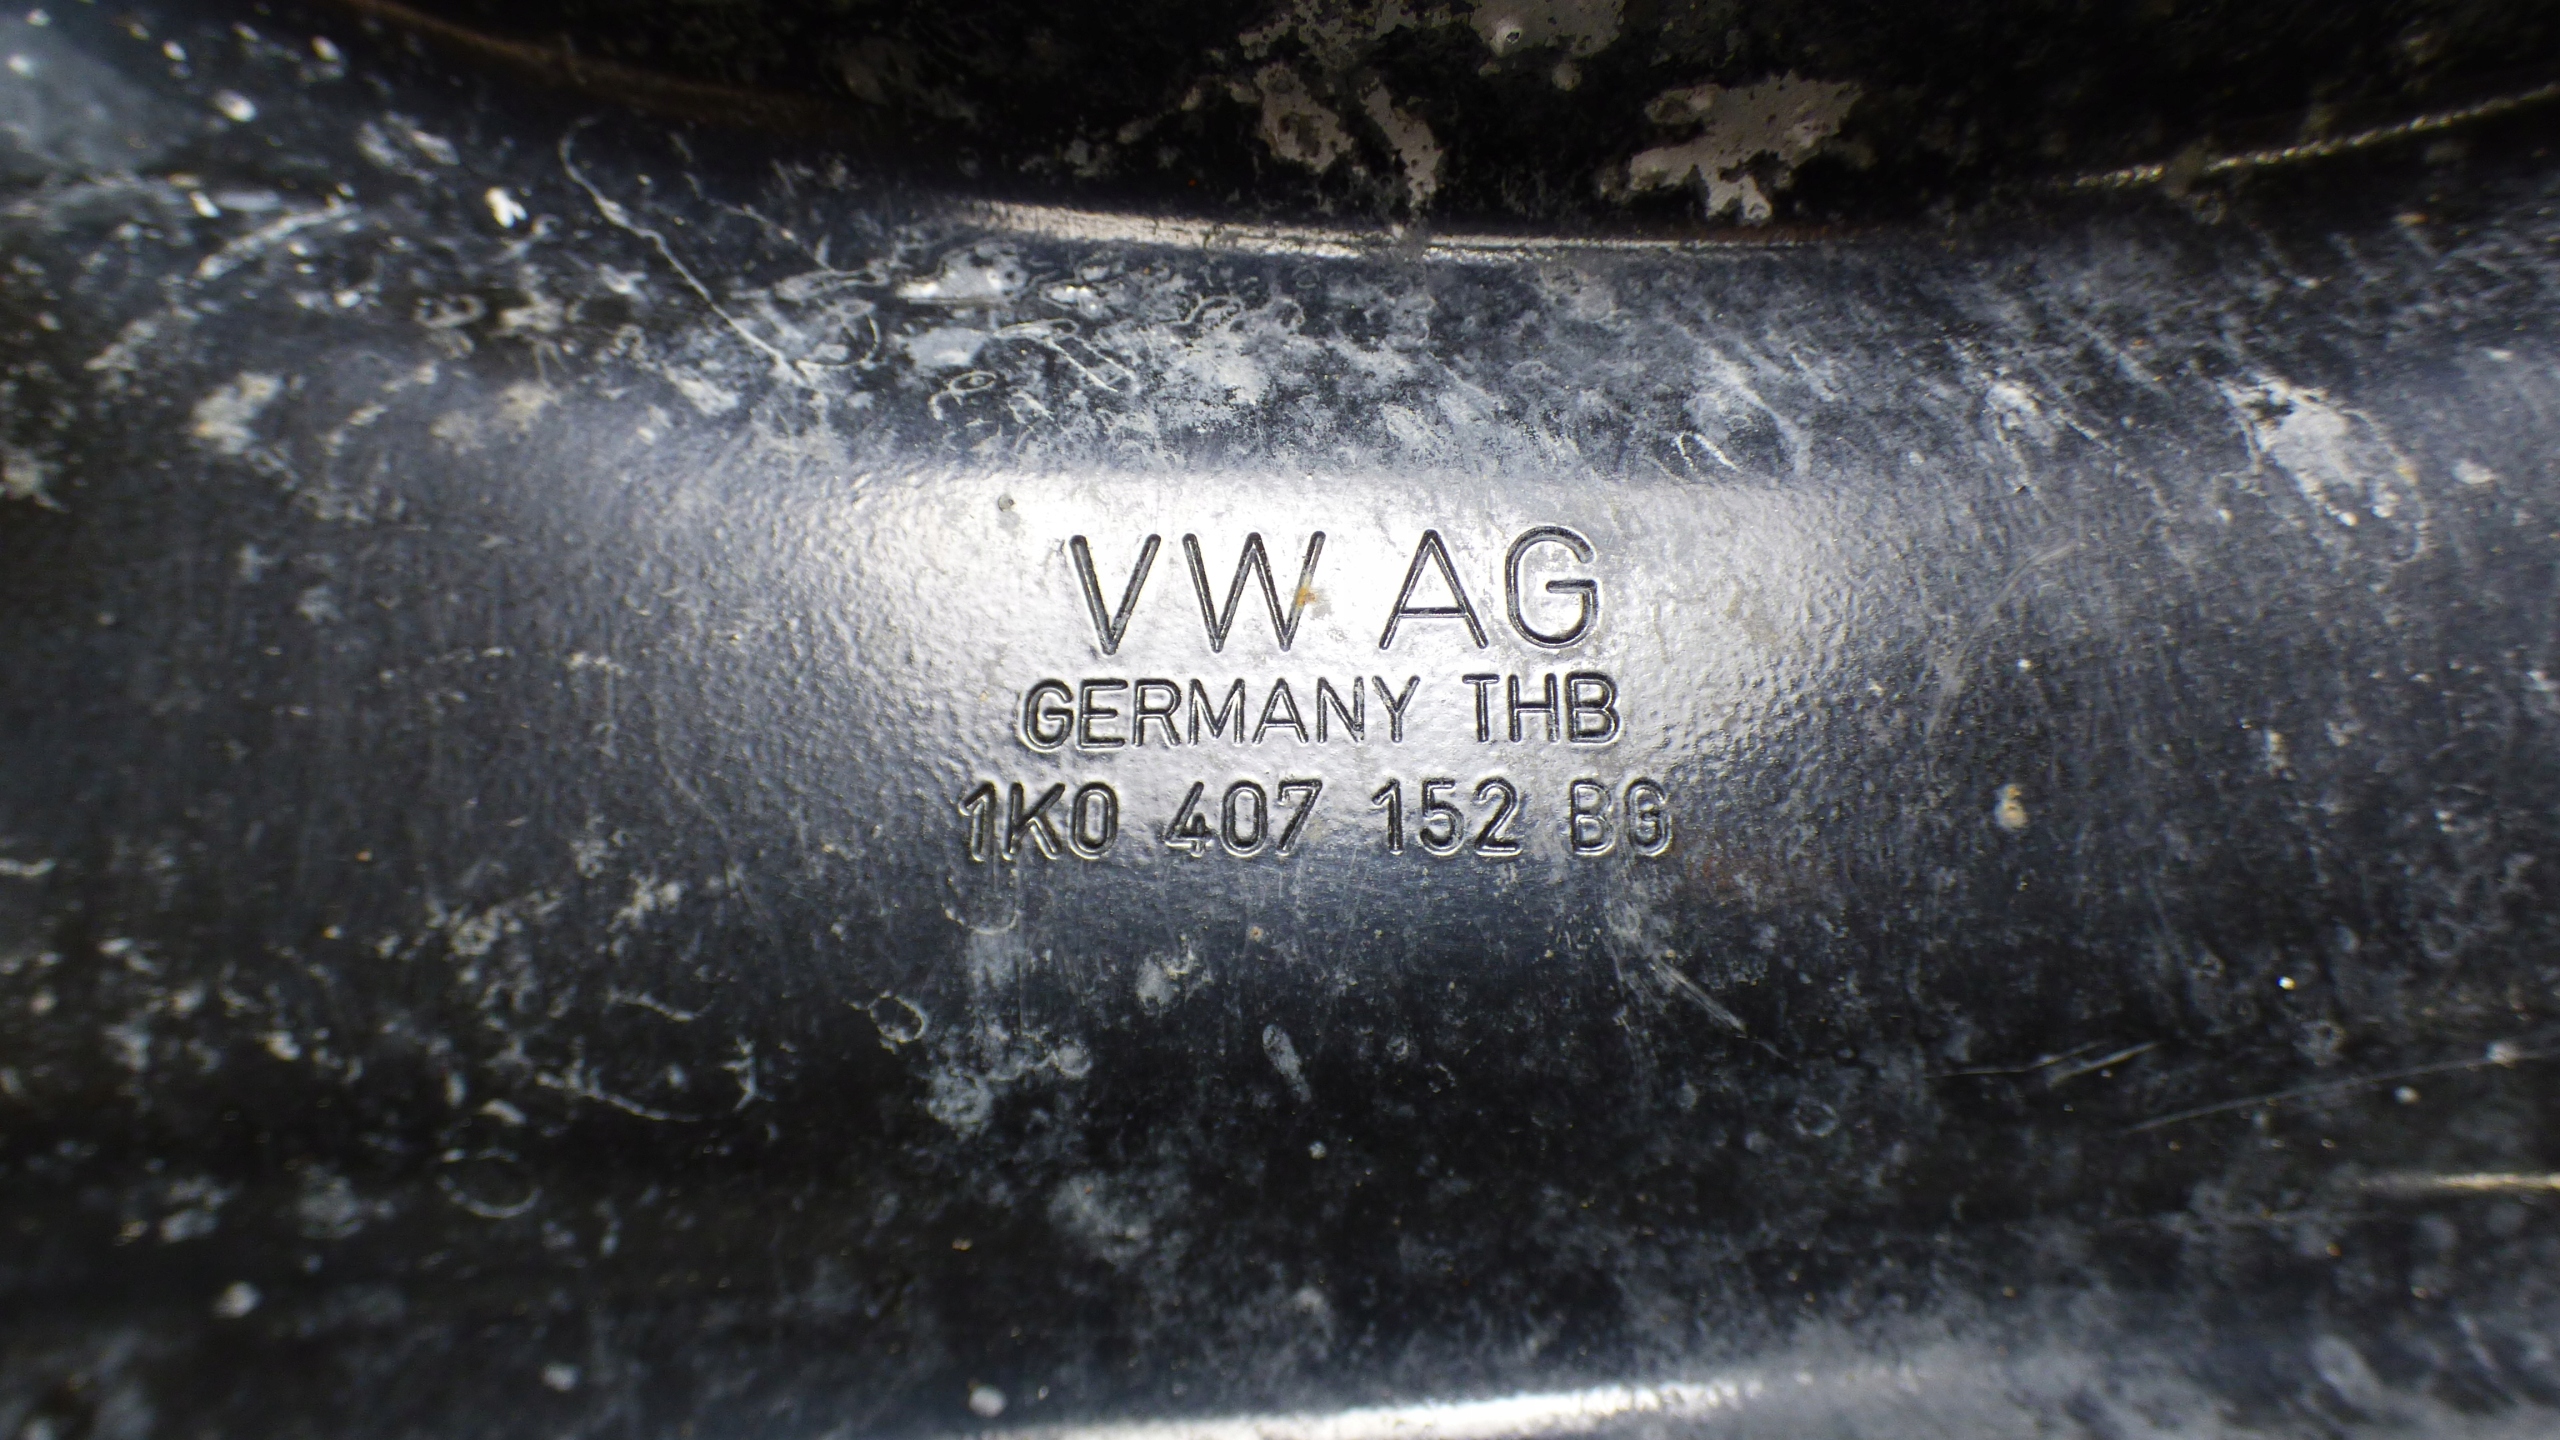 VW AG
GERMANY THB
1K0 407 152 BG